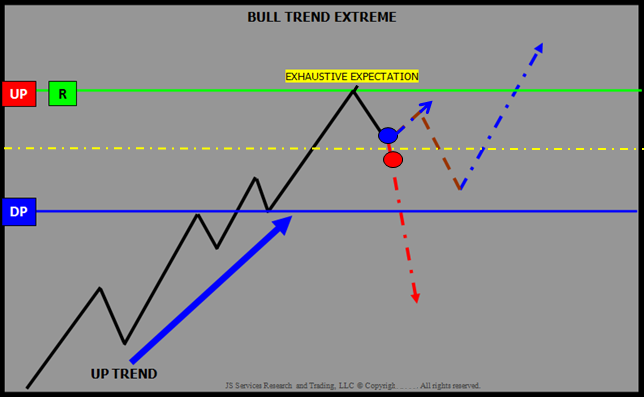 BULL TREND EXTREME
EXHAUSTIVE EXPECTATION
UP R
DP
UP TREND
JS Services Research and Trading, LLC © Copyrigh. . . . . . All rights reserved.